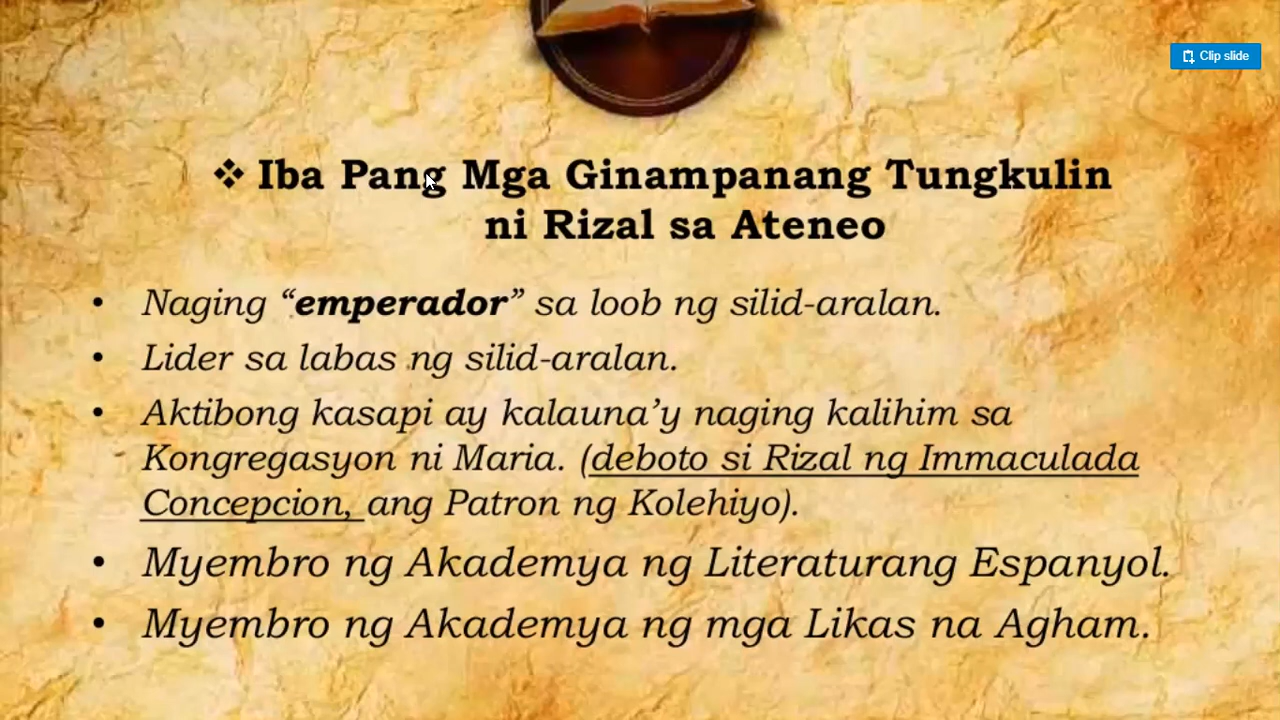 Clip slide
❖ Iba Pang Mga Ginampanang Tungkulin
ni Rizal sa Ateneo
• Naging “emperador” sa loob ng silid-aralan.
• Lider sa labas ng silid-aralan.
• Aktibong kasapi ay kalauna’y naging kalihim sa
Kongregasyon ni Maria. (deboto si Rizal ng Immaculada
Concepcion, ang Patron ng Kolehiyo).
• Myembro ng Akademya ng Literaturang Espanyol.
• Myembro ng Akademya ng mga Likas na Agham.